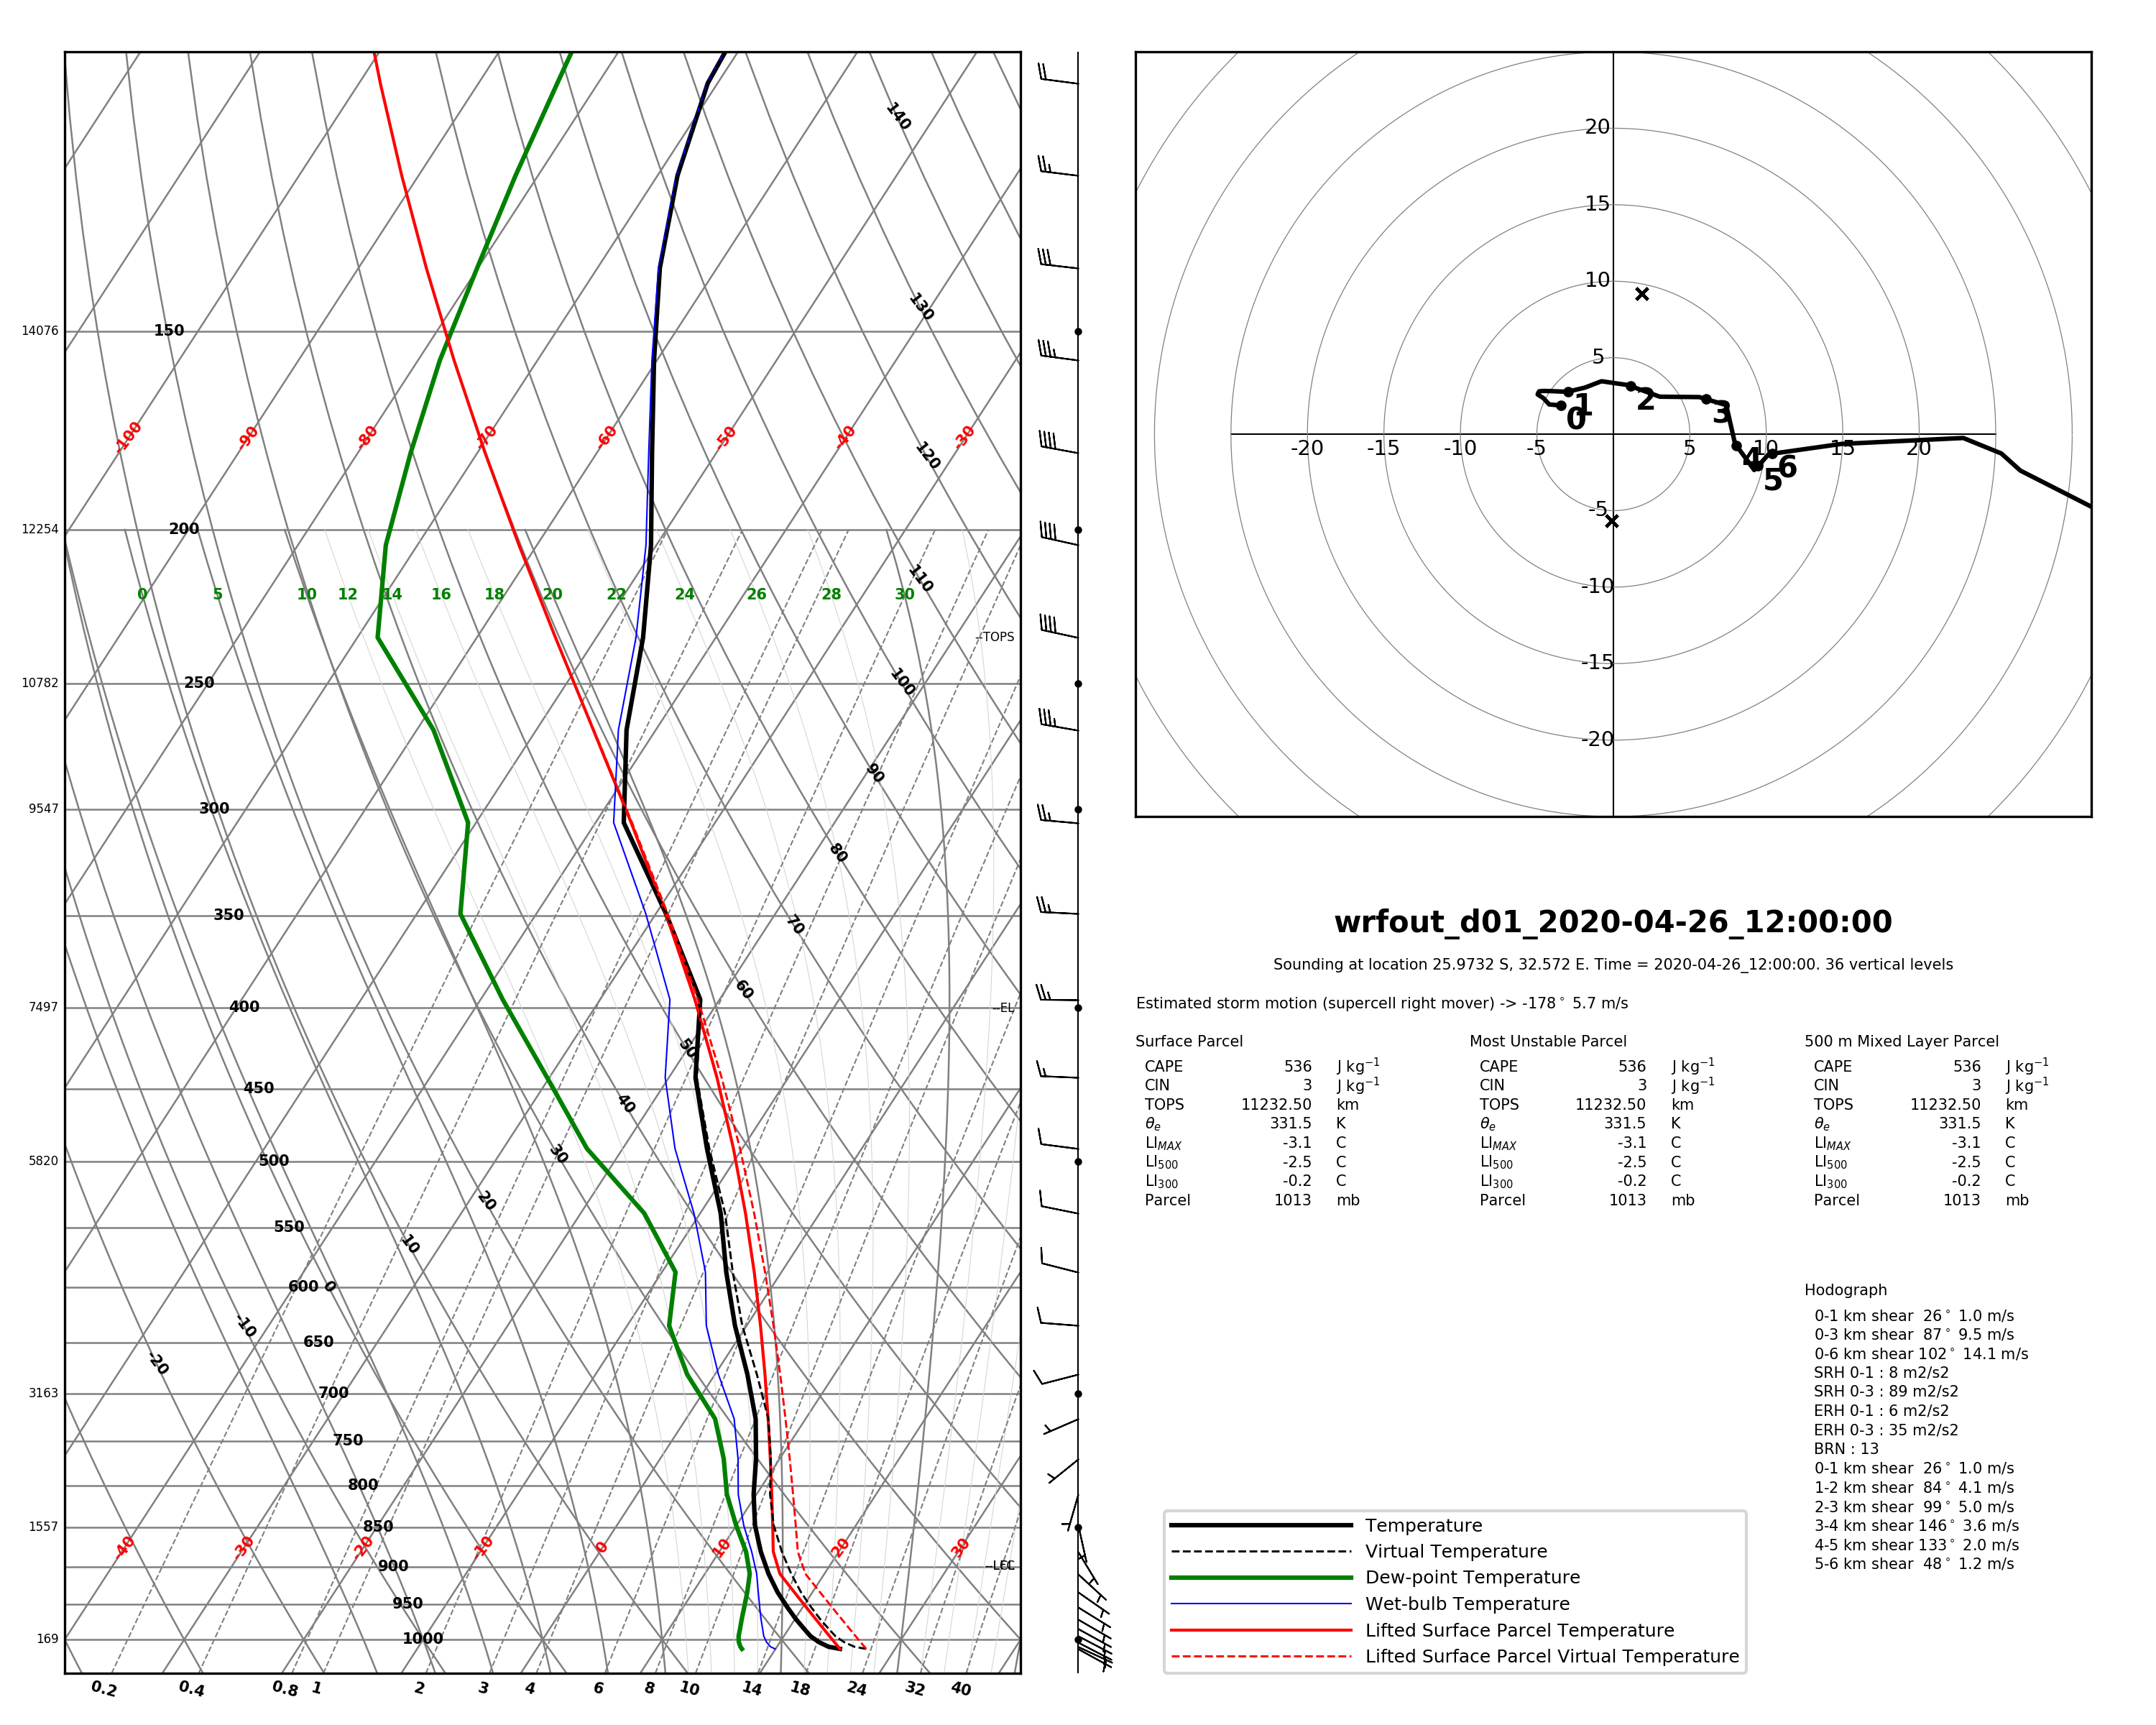 140
130
14076 150
-100 -90 -80 -70 -60 -50 -40 -30
120
12254 200
110
0 5 10 12 14 16 18 20 22 24 26 28 30
--TOPS
10782 250
100
90
9547 300
80
350
70
60
7497 400
--EL
50
450
40
5820 500
30
20
550
10
600 0
-10
650
-20
3163 700
750
800
1557 850
-40 -30 -20 -10 0 10 20 30
900
950
169 1000
0.2 0.4 0.8 1 2 3 4 6 8 10 14 18 24 32 40
20
15
10
5
-20 -15 -10 -5 5 10 15 20
-5
-10
-15
-20
0 1 2 3 4 5 6
wrfout_d01_2020-04-26_12:00:00
Sounding at location 25.9732 S, 32.572 E. Time = 2020-04-26_12:00:00. 36 vertical levels
Estimated storm motion (supercell right mover) -> -178° 5.7 m/s
Surface Parcel
CAPE 536 J kg⁻¹
CIN 3 J kg⁻¹
TOPS 11232.50 km
θe 331.5 K
LIMAX -3.1 C
LI500 -2.5 C
LI300 -0.2 C
Parcel 1013 mb
Most Unstable Parcel
CAPE 536 J kg⁻¹
CIN 3 J kg⁻¹
TOPS 11232.50 km
θe 331.5 K
LIMAX -3.1 C
LI500 -2.5 C
LI300 -0.2 C
Parcel 1013 mb
500 m Mixed Layer Parcel
CAPE 536 J kg⁻¹
CIN 3 J kg⁻¹
TOPS 11232.50 km
θe 331.5 K
LIMAX -3.1 C
LI500 -2.5 C
LI300 -0.2 C
Parcel 1013 mb
Hodograph
0-1 km shear 26° 1.0 m/s
0-3 km shear 87° 9.5 m/s
0-6 km shear 102° 14.1 m/s
SRH 0-1 : 8 m2/s2
SRH 0-3 : 89 m2/s2
ERH 0-1 : 6 m2/s2
ERH 0-3 : 35 m2/s2
BRN : 13
0-1 km shear 26° 1.0 m/s
1-2 km shear 84° 4.1 m/s
2-3 km shear 99° 5.0 m/s
3-4 km shear 146° 3.6 m/s
4-5 km shear 133° 2.0 m/s
5-6 km shear 48° 1.2 m/s
Temperature
Virtual Temperature
Dew-point Temperature
Wet-bulb Temperature
Lifted Surface Parcel Temperature
Lifted Surface Parcel Virtual Temperature